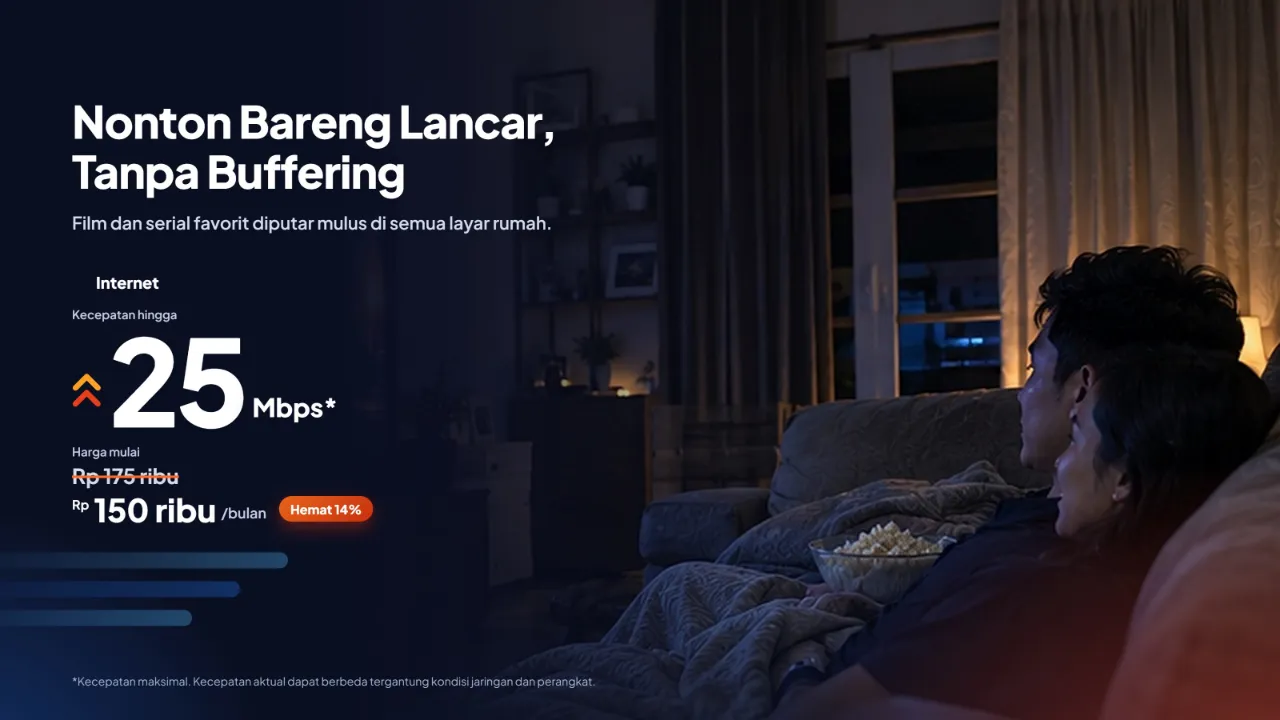 Nonton Bareng Lancar,
Tanpa Buffering
Film dan serial favorit diputar mulus di semua layar rumah.
Internet
Kecepatan hingga
25 Mbps*
Harga mulai
Rp 175 ribu
Rp 150 ribu /bulan Hemat 14%
*Kecepatan maksimal. Kecepatan aktual dapat berbeda tergantung kondisi jaringan dan perangkat.